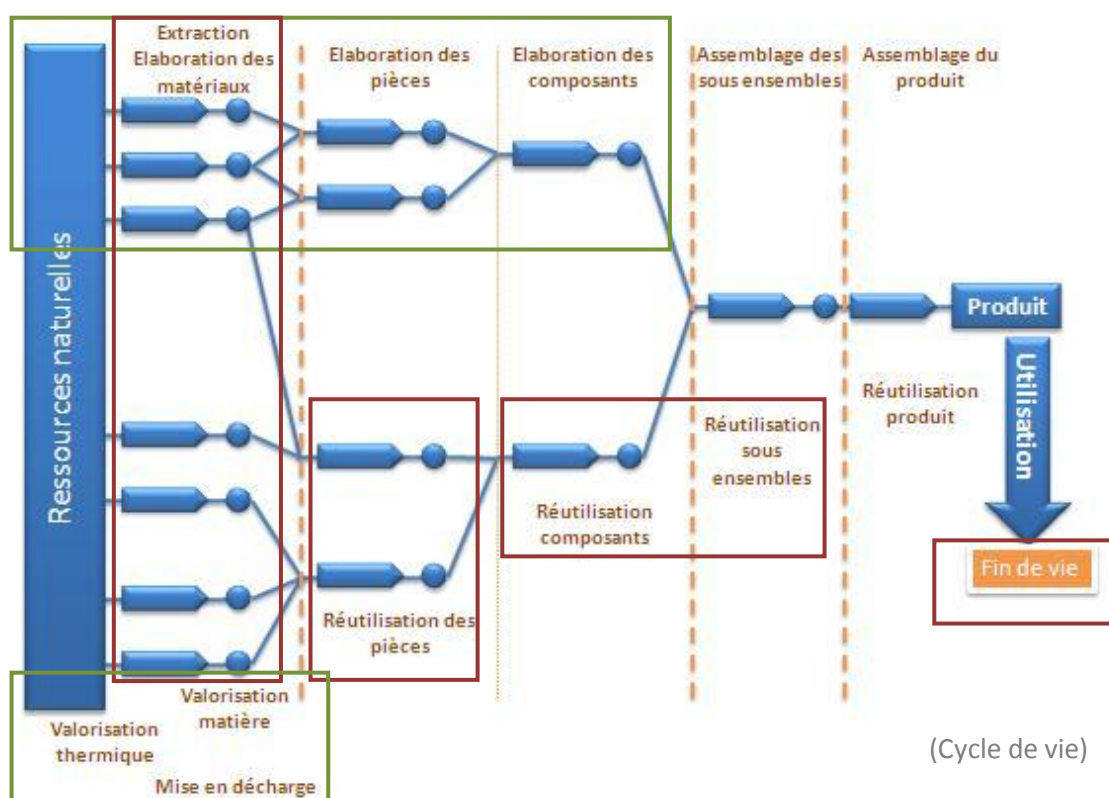 Extraction
Elaboration des
matériaux
Elaboration des
pièces
Elaboration des
composants
Assemblage des
sous ensembles
Assemblage du
produit
Ressources naturelles
Produit
Utilisation
Réutilisation
produit
Réutilisation
sous
ensembles
Réutilisation
composants
Fin de vie
Réutilisation des
pièces
Valorisation
matière
Valorisation
thermique
Mise en décharge
(Cycle de vie)